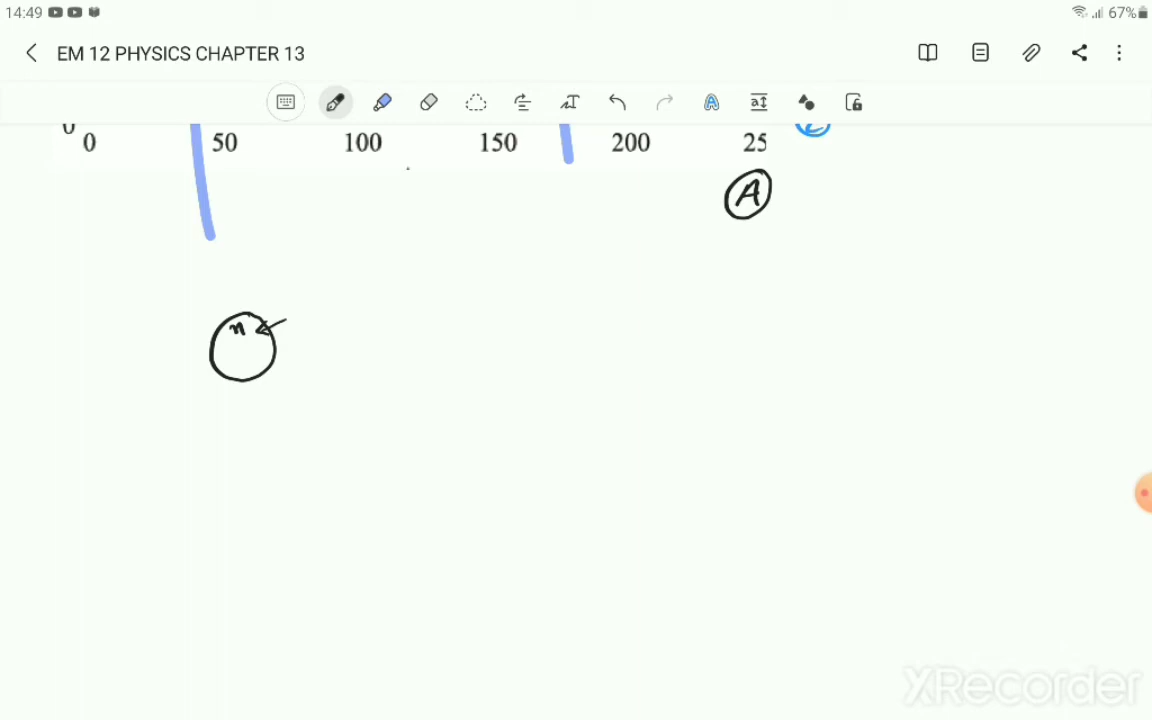 14:49 67%
EM 12 PHYSICS CHAPTER 13
0
0 50 100 150 200 25
A
n
XRecorder